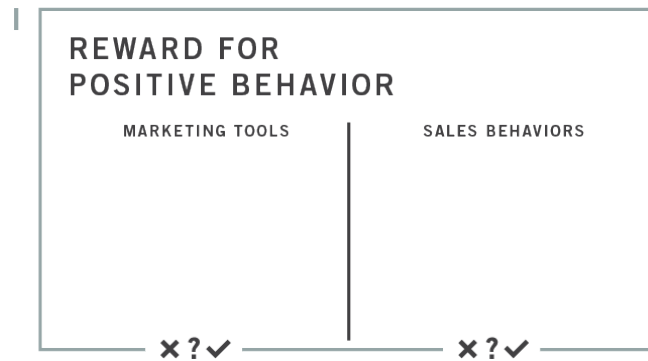 REWARD FOR
POSITIVE BEHAVIOR
MARKETING TOOLS
SALES BEHAVIORS
✖ ? ✔
✖ ? ✔